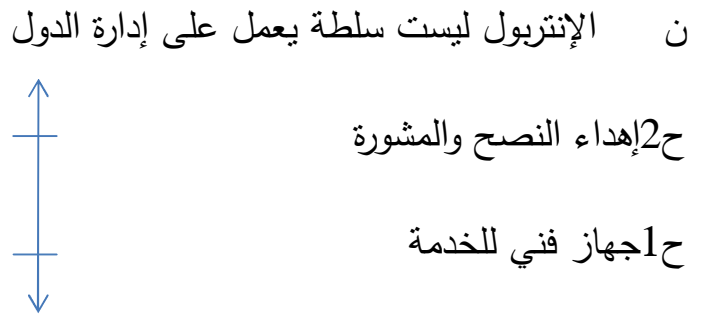 ن الإنتربول ليست سلطة يعمل على إدارة الدول
ح2إهداء النصح والمشورة
ح1جهاز فني للخدمة